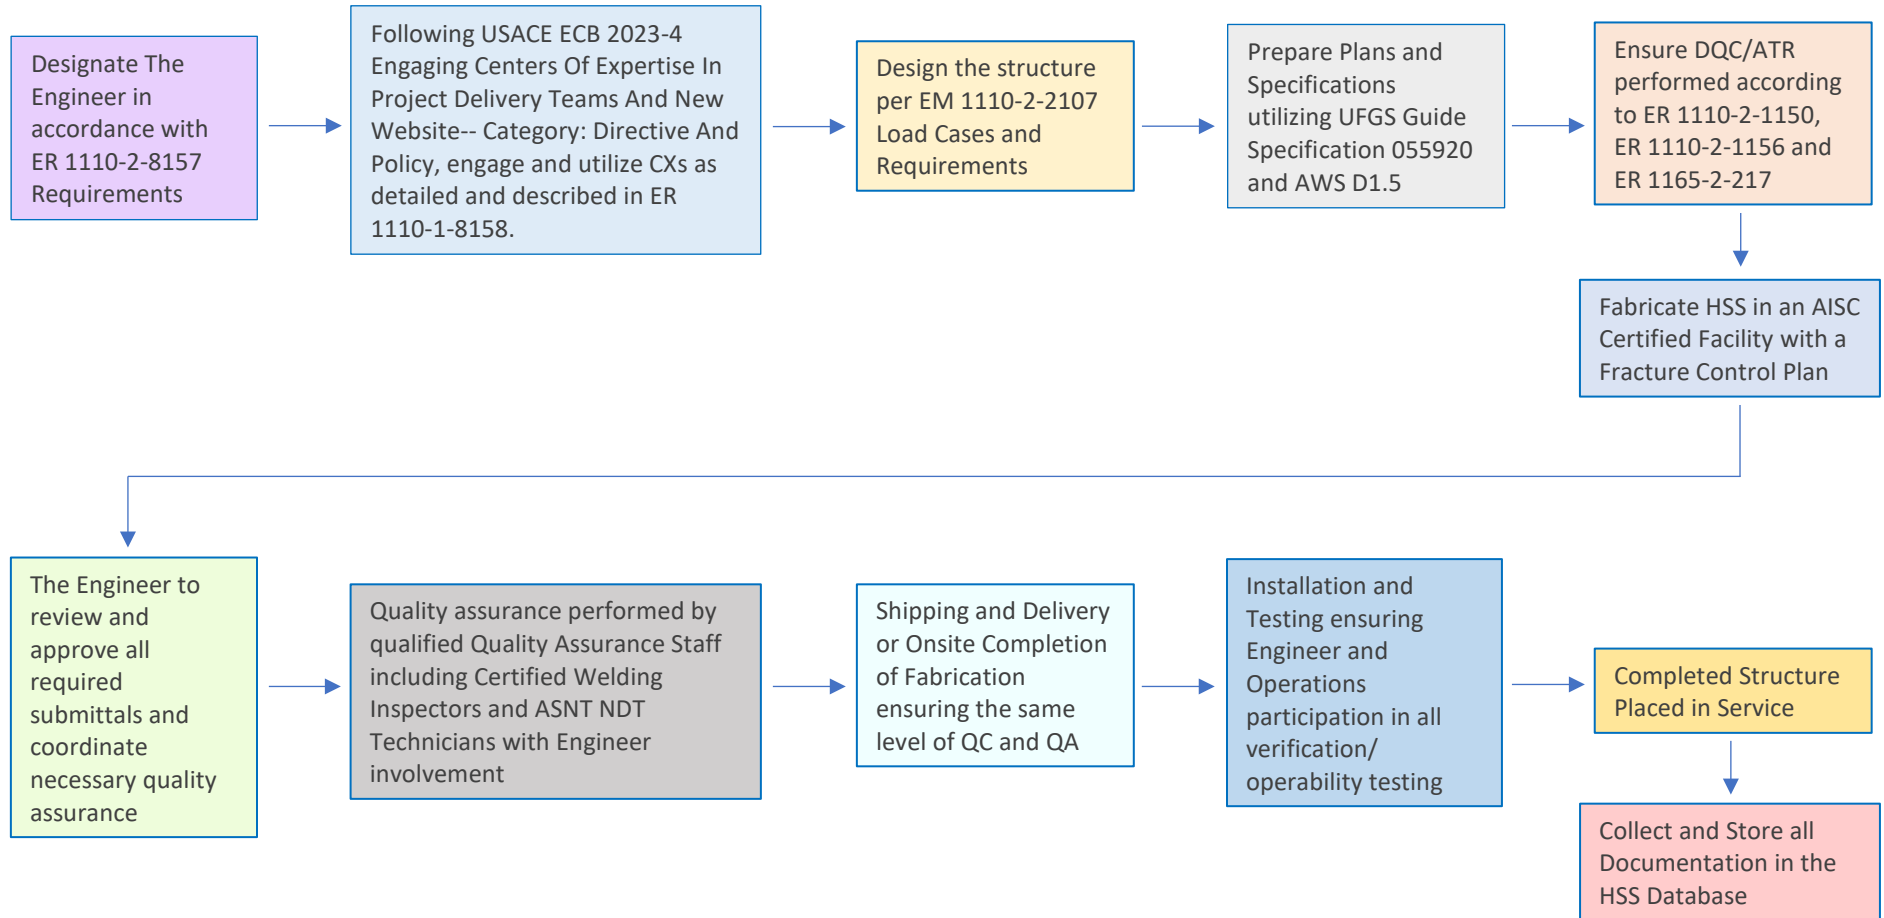 Designate The
Engineer in
accordance with
ER 1110-2-8157
Requirements
Following USACE ECB 2023-4
Engaging Centers Of Expertise In
Project Delivery Teams And New
Website-- Category: Directive And
Policy, engage and utilize CXs as
detailed and described in ER
1110-1-8158.
Design the structure
per EM 1110-2-2107
Load Cases and
Requirements
Prepare Plans and
Specifications
utilizing UFGS Guide
Specification 055920
and AWS D1.5
Ensure DQC/ATR
performed according
to ER 1110-2-1150,
ER 1110-2-1156 and
ER 1165-2-217
Fabricate HSS in an AISC
Certified Facility with a
Fracture Control Plan
The Engineer to
review and
approve all
required
submittals and
coordinate
necessary quality
assurance
Quality assurance performed by
qualified Quality Assurance Staff
including Certified Welding
Inspectors and ASNT NDT
Technicians with Engineer
involvement
Shipping and Delivery
or Onsite Completion
of Fabrication
ensuring the same
level of QC and QA
Installation and
Testing ensuring
Engineer and
Operations
participation in all
verification/
operability testing
Completed Structure
Placed in Service
Collect and Store all
Documentation in the
HSS Database